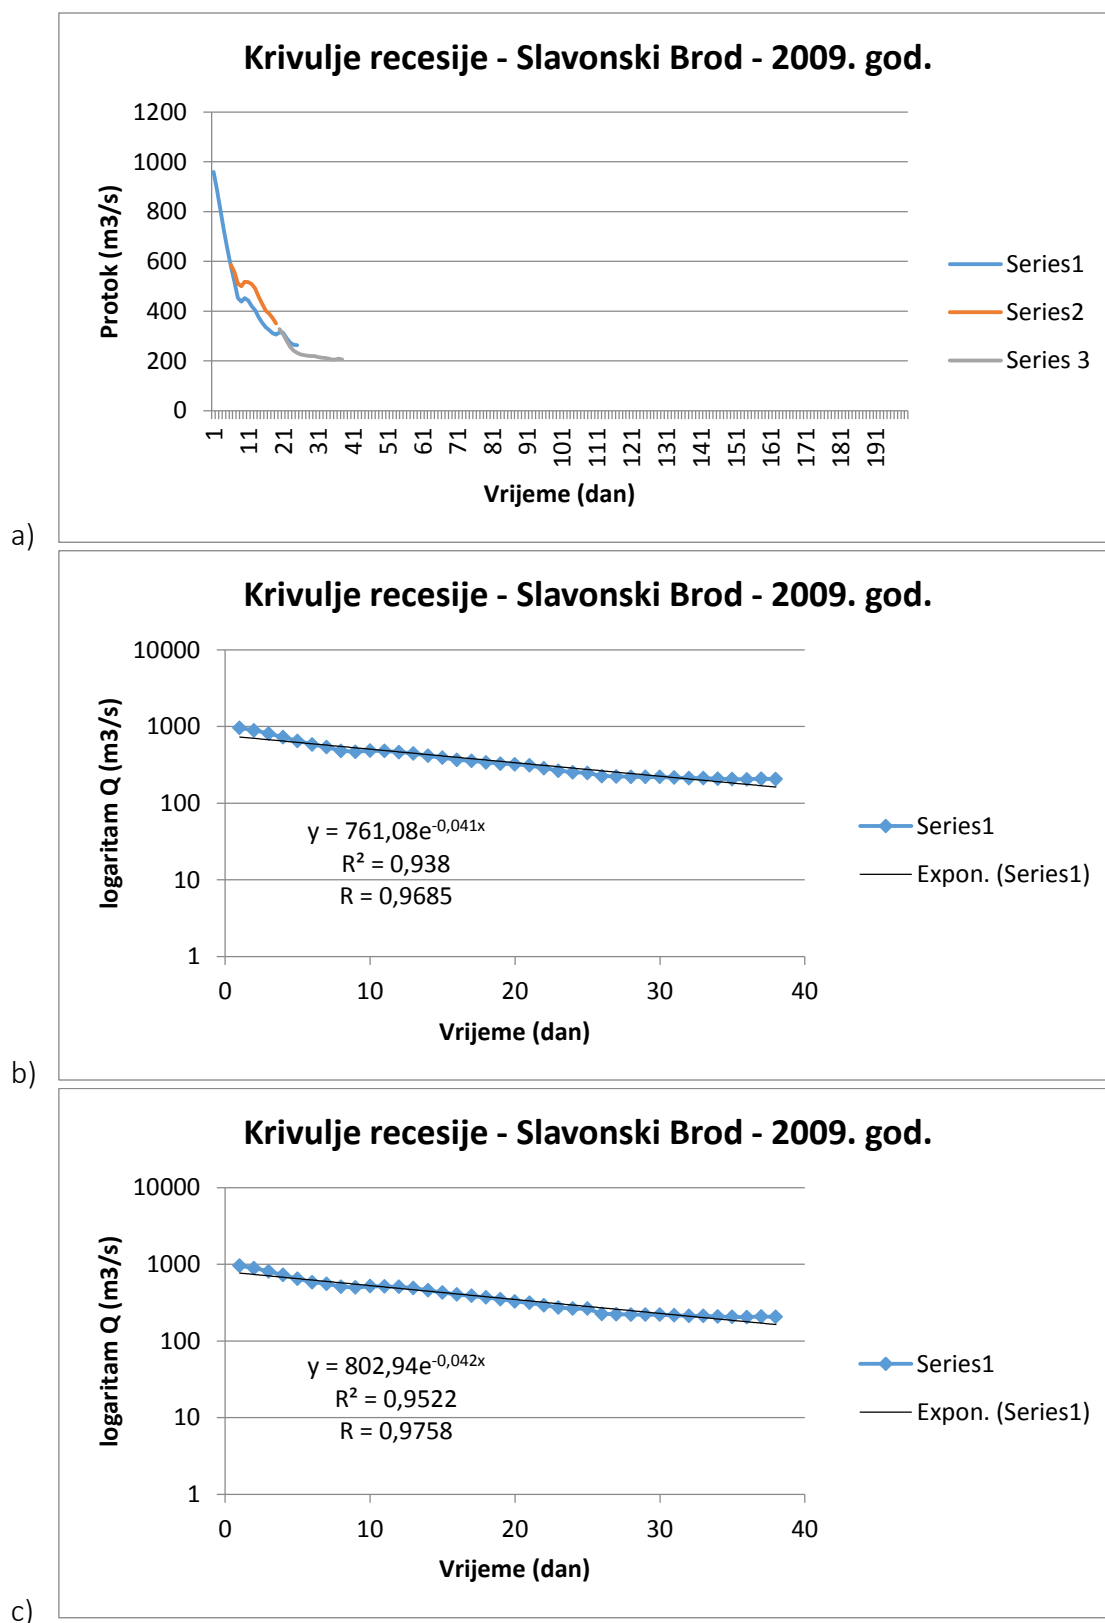 Krivulje recesije - Slavonski Brod - 2009. god.
1200
1000
800
600
400
200
0
Protok (m3/s)
1 11 21 31 41 51 61 71 81 91 101 111 121 131 141 151 161 171 181 191
Vrijeme (dan)
Series1
Series2
Series 3
a)
Krivulje recesije - Slavonski Brod - 2009. god.
10000
1000
100
10
1
logaritam Q (m3/s)
y = 761,08e^-0,041x
R² = 0,938
R = 0,9685
0 10 20 30 40
Vrijeme (dan)
Series1
Expon. (Series1)
b)
Krivulje recesije - Slavonski Brod - 2009. god.
10000
1000
100
10
1
logaritam Q (m3/s)
y = 802,94e^-0,042x
R² = 0,9522
R = 0,9758
0 10 20 30 40
Vrijeme (dan)
Series1
Expon. (Series1)
c)